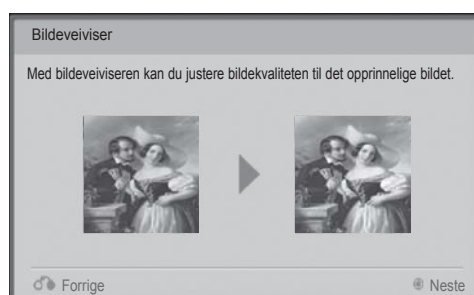 Bildeveiviser
Med bildeveiviseren kan du justere bildekvaliteten til det opprinnelige bildet.
Forrige
Neste